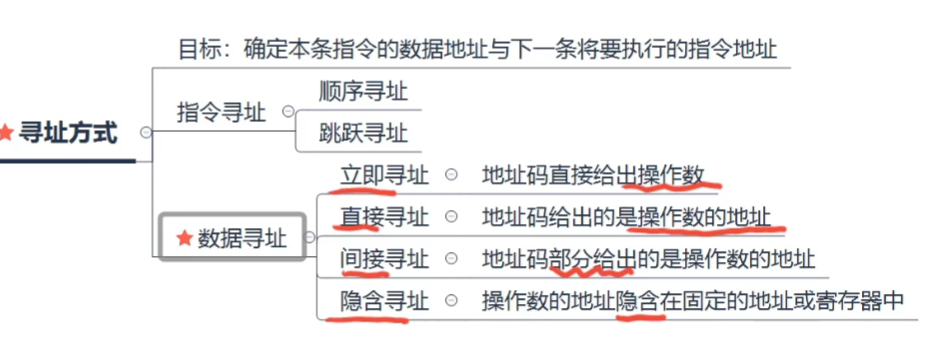 目标：确定本条指令的数据地址与下一条将要执行的指令地址
寻址方式
指令寻址
顺序寻址
跳跃寻址
数据寻址
立即寻址 地址码直接给出操作数
直接寻址 地址码给出的是操作数的地址
间接寻址 地址码部分给出的是操作数的地址
隐含寻址 操作数的地址隐含在固定的地址或寄存器中